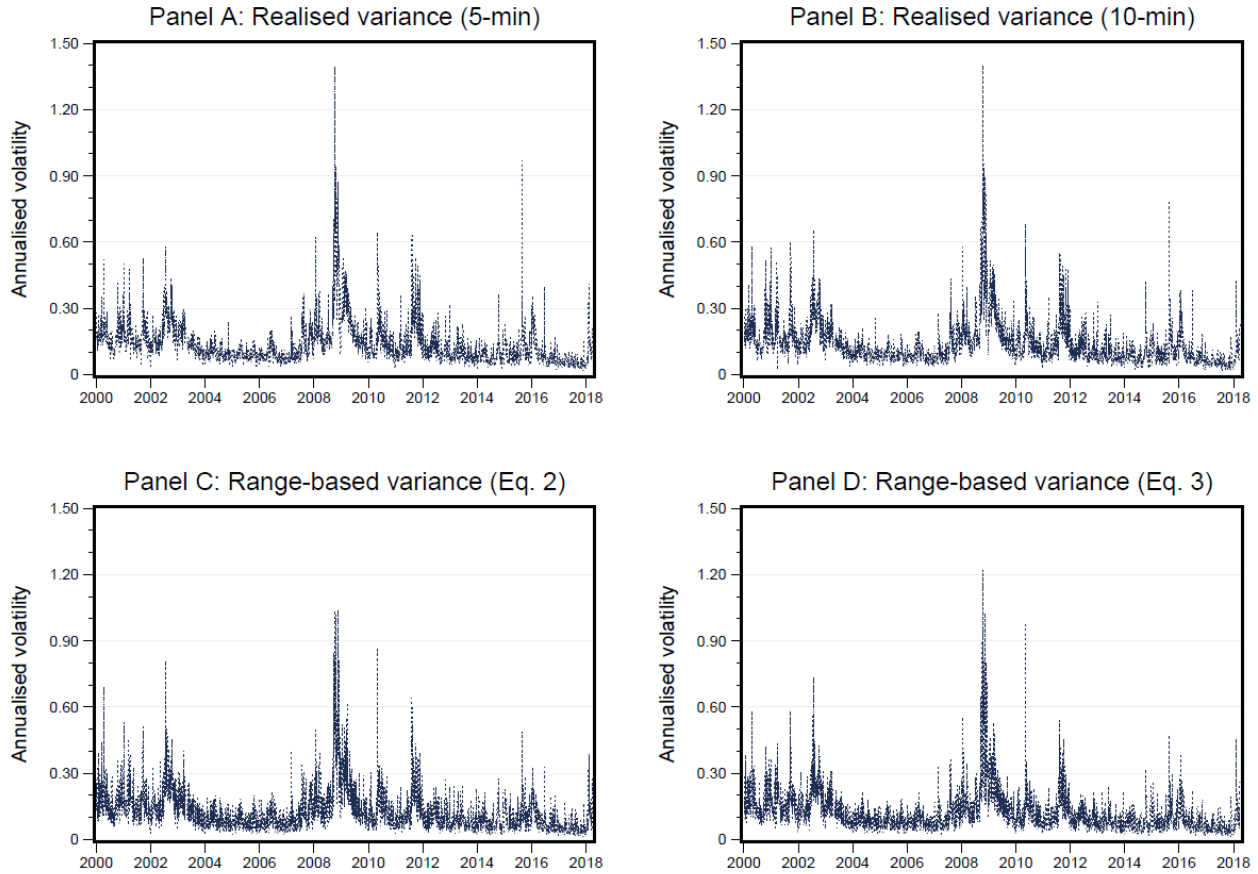 Panel A: Realised variance (5-min)
Annualised volatility
1.50
1.20
0.90
0.60
0.30
0
2000 2002 2004 2006 2008 2010 2012 2014 2016 2018
Panel B: Realised variance (10-min)
Annualised volatility
1.50
1.20
0.90
0.60
0.30
0
2000 2002 2004 2006 2008 2010 2012 2014 2016 2018
Panel C: Range-based variance (Eq. 2)
Annualised volatility
1.50
1.20
0.90
0.60
0.30
0
2000 2002 2004 2006 2008 2010 2012 2014 2016 2018
Panel D: Range-based variance (Eq. 3)
Annualised volatility
1.50
1.20
0.90
0.60
0.30
0
2000 2002 2004 2006 2008 2010 2012 2014 2016 2018